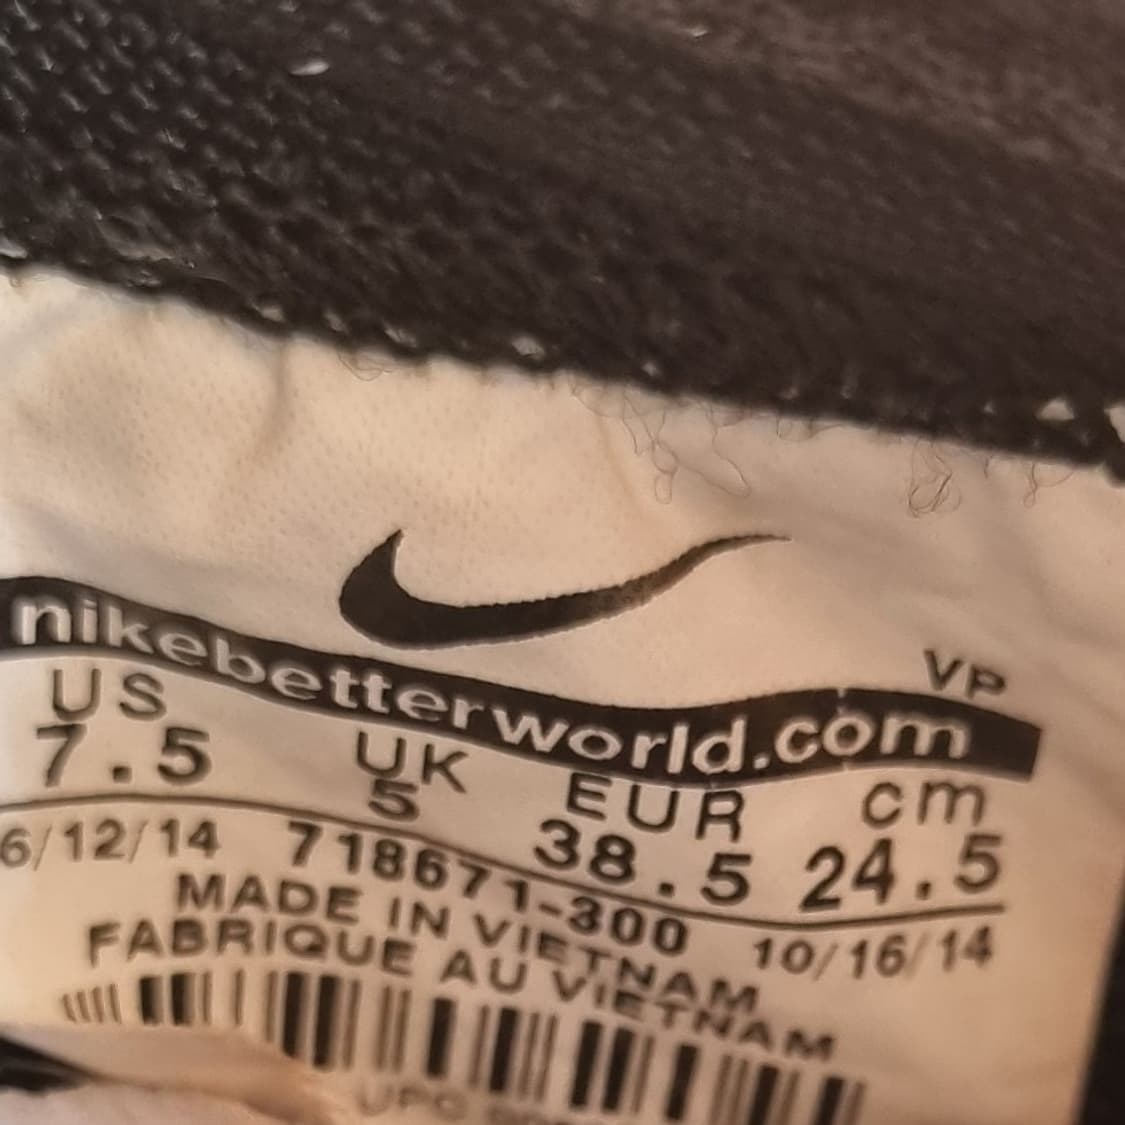 nikebetterworld.com
VP
US UK EUR cm
7.5 5 38.5 24.5
6/12/14 718671-300 10/16/14
MADE IN VIETNAM
FABRIQUE AU VIETNAM